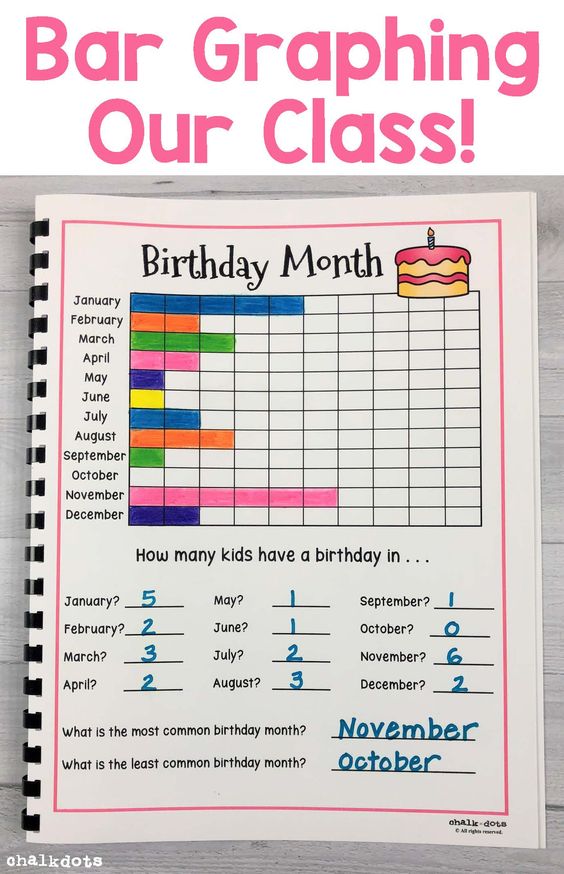 Bar Graphing
Our Class!
Birthday Month
January
February
March
April
May
June
July
August
September
October
November
December
How many kids have a birthday in . . .
January? 5 May? 1 September? 1
February? 2 June? 1 October? 0
March? 3 July? 2 November? 6
April? 2 August? 3 December? 2
What is the most common birthday month? November
What is the least common birthday month? October
chalk-dots
© All rights reserved.
chalkdots